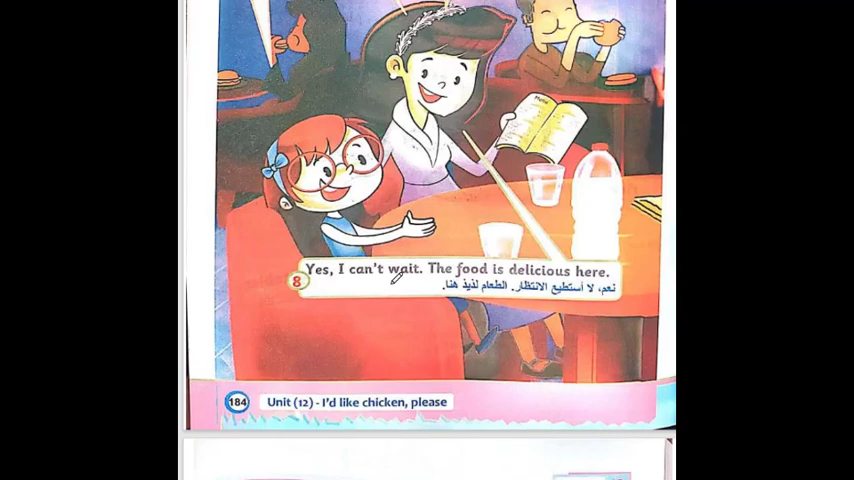 Menu
8
Yes, I can't wait. The food is delicious here.
نعم، لا أستطيع الانتظار. الطعام لذيذ هنا.
184
Unit (12) - I'd like chicken, please